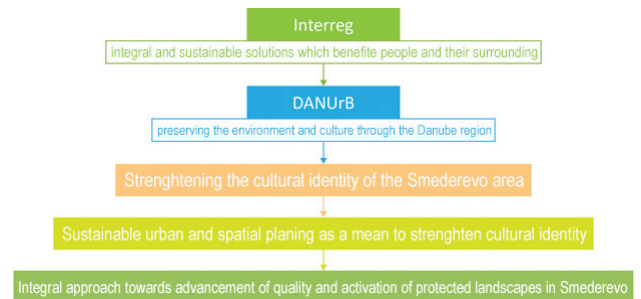 Interreg
integral and sustainable solutions which benefite people and their surrounding
DANUrB
preserving the environment and culture through the Danube region
Strenghtening the cultural identity of the Smederevo area
Sustainable urban and spatial planing as a mean to strenghten cultural identity
Integral approach towards advancement of quality and activation of protected landscapes in Smederevo